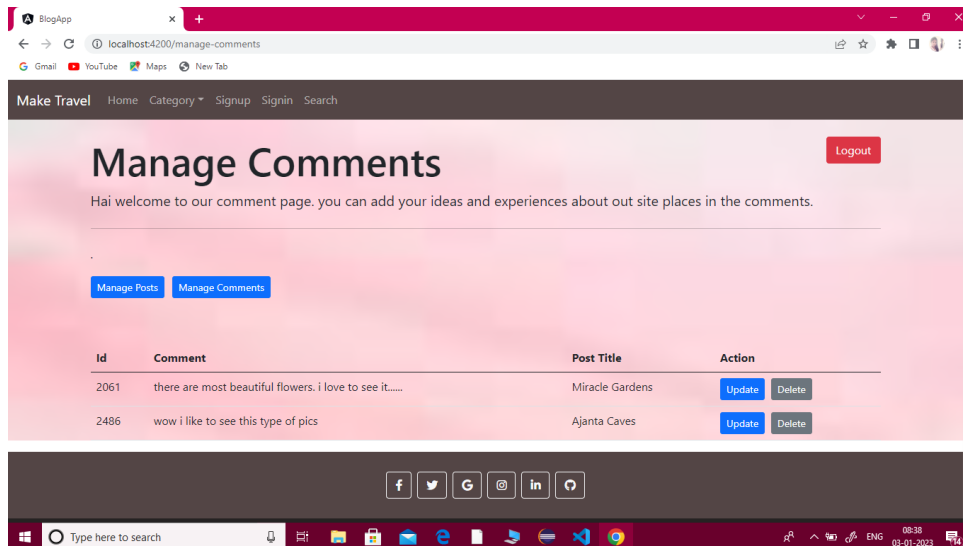 BlogApp
localhost:4200/manage-comments
Gmail YouTube Maps New Tab
Make Travel Home Category Signup Signin Search
Manage Comments
Logout
Hai welcome to our comment page. you can add your ideas and experiences about out site places in the comments.
.
Manage Posts Manage Comments
Id Comment Post Title Action
2061 there are most beautiful flowers. i love to see it...... Miracle Gardens Update Delete
2486 wow i like to see this type of pics Ajanta Caves Update Delete
Type here to search
ENG
08:38
03-01-2023
14